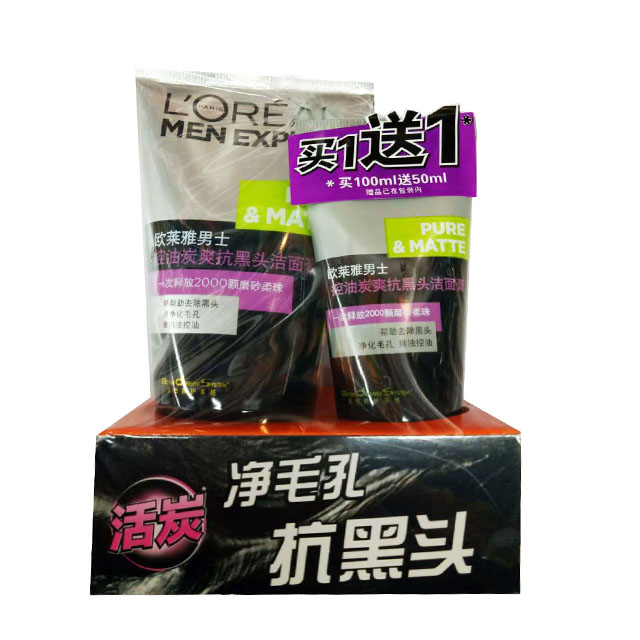 L'ORÉAL
PARIS
MEN EXP
PURE
& MATTE
欧莱雅男士
控油炭爽抗黑头洁面膏
一次释放2000颗磨砂柔珠
帮助去除黑头
净化毛孔
排浊控油
买1送1*
* 买100ml送50ml
赠品已在包装内
PURE
& MATTE
欧莱雅男士
控油炭爽抗黑头洁面膏
一次释放2000颗磨砂柔珠
帮助去除黑头
净化毛孔 排浊控油
活炭
净毛孔
抗黑头